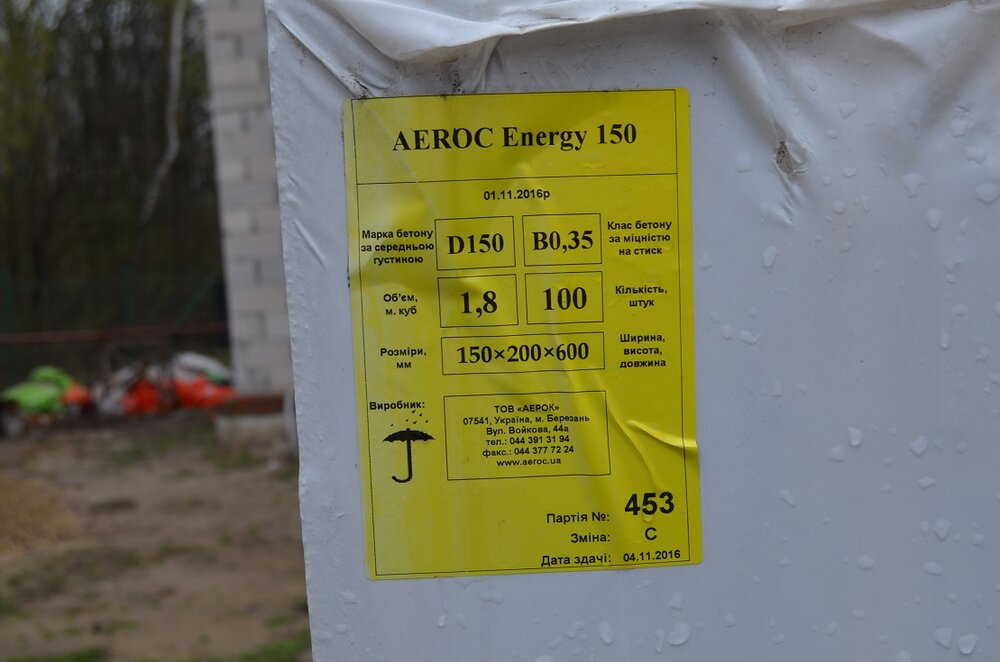 AEROC Energy 150
01.11.2016р
Марка бетону
за середньою
густиною
D150
B0,35
Клас бетону
за міцністю
на стиск
Об'єм,
м. куб
1,8
100
Кількість,
штук
Розміри,
мм
150×200×600
Ширина,
висота,
довжина
Виробник:
ТОВ «АЕРОК»
07541, Україна, м. Березань
Вул. Войкова, 44а
тел.: 044 391 31 94
факс.: 044 377 72 24
www.aeroc.ua
Партія №: 453
Зміна: С
Дата здачі: 04.11.2016